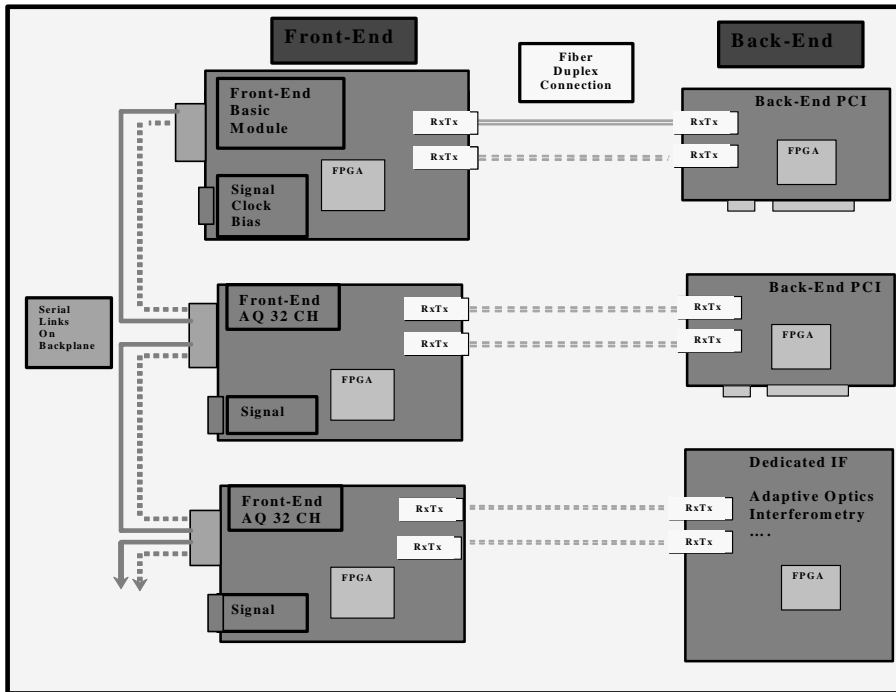 Front-End
Back-End
Fiber
Duplex
Connection
Front-End
Basic
Module
RxTx
RxTx
FPGA
Signal
Clock
Bias
Back-End PCI
RxTx
RxTx
FPGA
Serial
Links
On
Backplane
Front-End
AQ 32 CH
RxTx
RxTx
FPGA
Signal
Back-End PCI
RxTx
RxTx
FPGA
Front-End
AQ 32 CH
RxTx
RxTx
FPGA
Signal
Dedicated IF
Adaptive Optics
Interferometry
....
RxTx
RxTx
FPGA